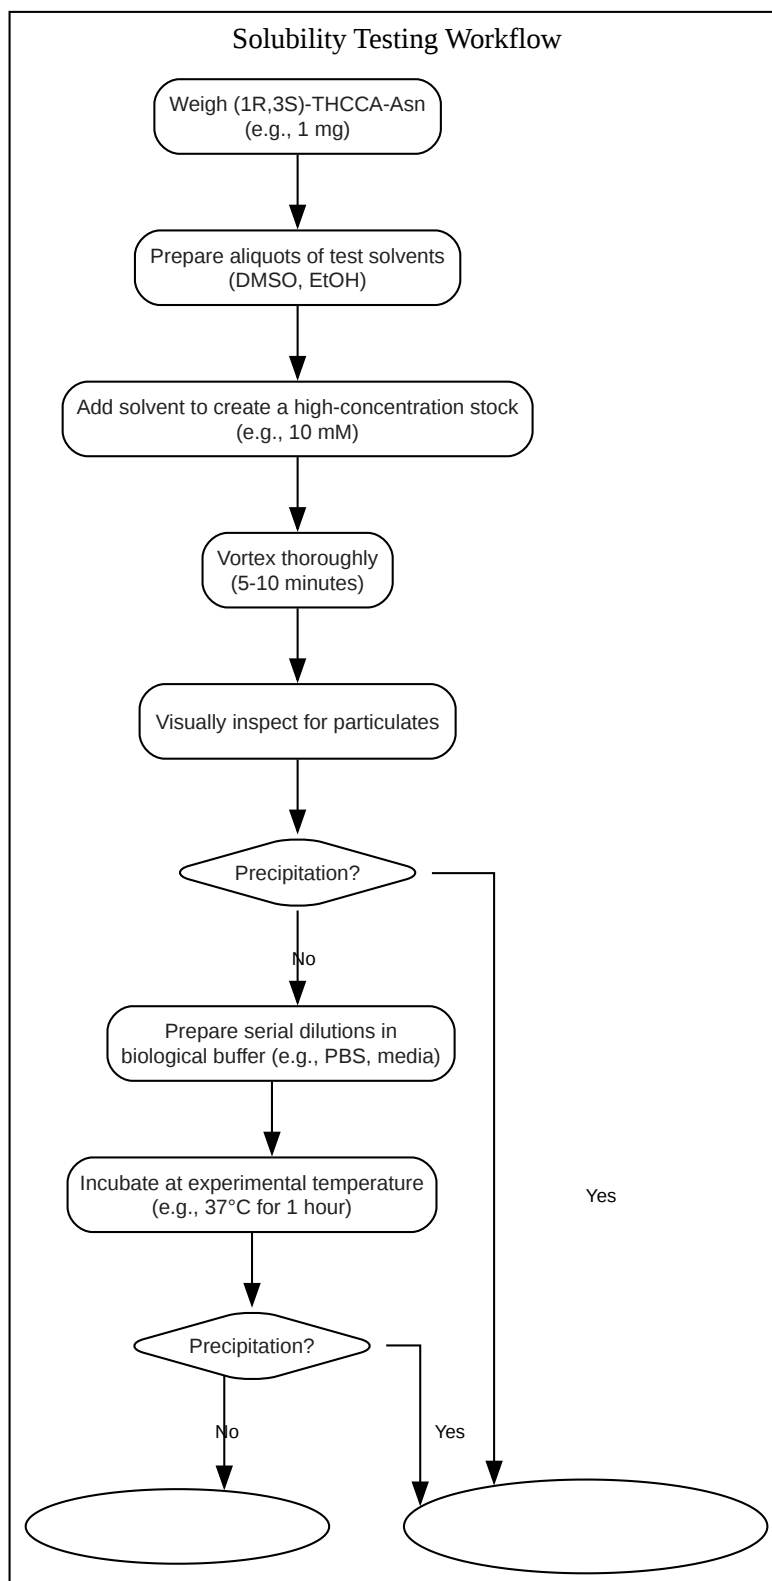 Solubility Testing Workflow
Weigh (1R,3S)-THCCA-Asn
(e.g., 1 mg)
Prepare aliquots of test solvents
(DMSO, EtOH)
Add solvent to create a high-concentration stock
(e.g., 10 mM)
Vortex thoroughly
(5-10 minutes)
Visually inspect for particulates
Precipitation?
No
Prepare serial dilutions in
biological buffer (e.g., PBS, media)
Incubate at experimental temperature
(e.g., 37°C for 1 hour)
Yes
Precipitation?
No
Yes